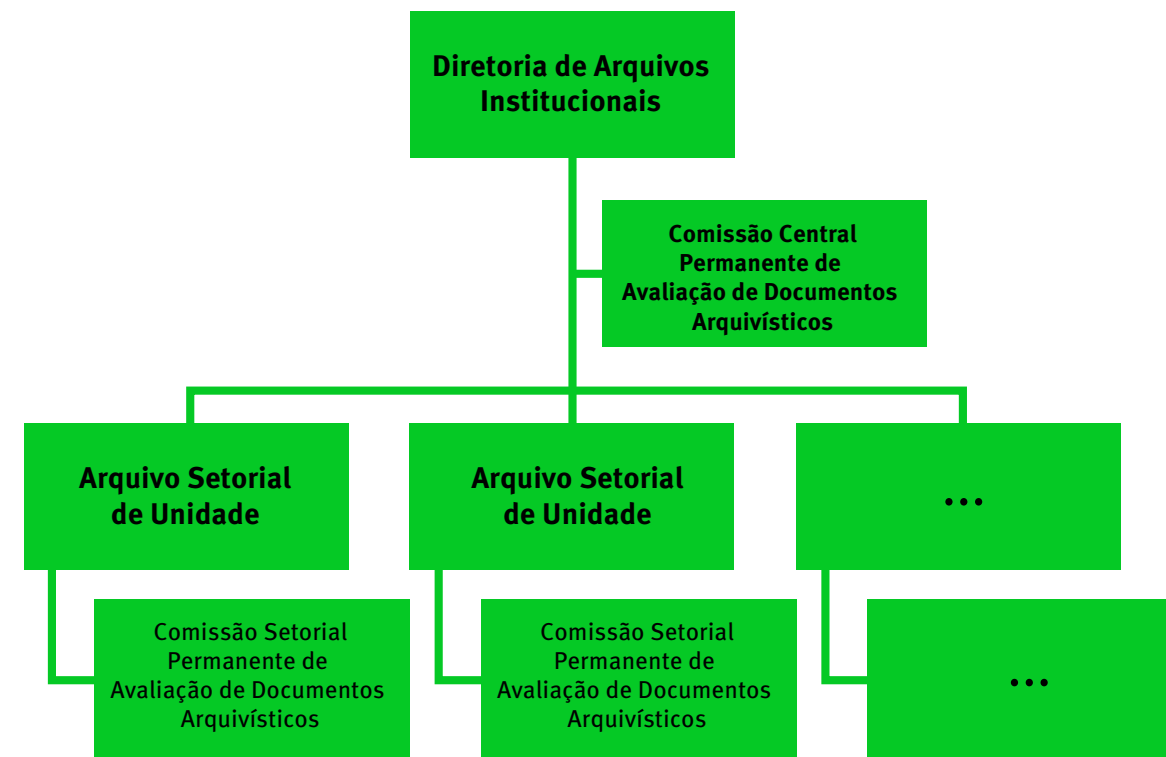 Diretoria de Arquivos
Institucionais
Comissão Central
Permanente de
Avaliação de Documentos
Arquivísticos
Arquivo Setorial
de Unidade
Arquivo Setorial
de Unidade
...
Comissão Setorial
Permanente de
Avaliação de Documentos
Arquivísticos
Comissão Setorial
Permanente de
Avaliação de Documentos
Arquivísticos
...